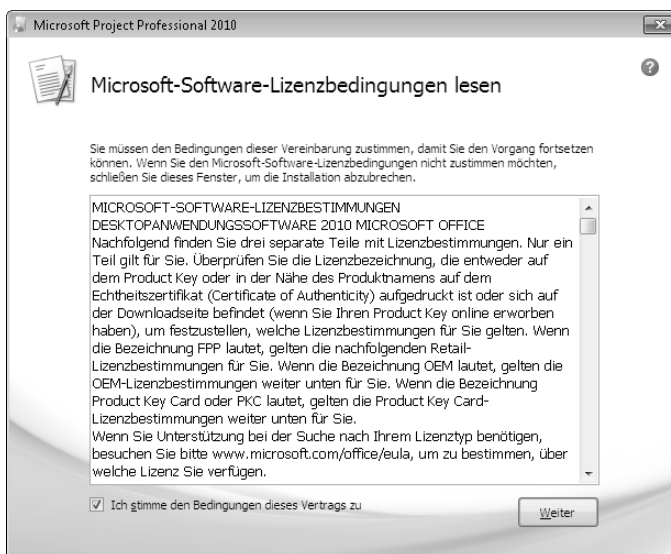 Microsoft Project Professional 2010
Microsoft-Software-Lizenzbedingungen lesen
Sie müssen den Bedingungen dieser Vereinbarung zustimmen, damit Sie den Vorgang fortsetzen
können. Wenn Sie den Microsoft-Software-Lizenzbedingungen nicht zustimmen möchten,
schließen Sie dieses Fenster, um die Installation abzubrechen.
MICROSOFT-SOFTWARE-LIZENZBESTIMMUNGEN
DESKTOPANWENDUNGSSOFTWARE 2010 MICROSOFT OFFICE
Nachfolgend finden Sie drei separate Teile mit Lizenzbestimmungen. Nur ein
Teil gilt für Sie. Überprüfen Sie die Lizenzbezeichnung, die entweder auf
dem Product Key oder in der Nähe des Produktnamens auf dem
Echtheitszertifikat (Certificate of Authenticity) aufgedruckt ist oder sich auf
der Downloadseite befindet (wenn Sie Ihren Product Key online erworben
haben), um festzustellen, welche Lizenzbestimmungen für Sie gelten. Wenn
die Bezeichnung FPP lautet, gelten die nachfolgenden Retail-
Lizenzbestimmungen für Sie. Wenn die Bezeichnung OEM lautet, gelten die
OEM-Lizenzbestimmungen weiter unten für Sie. Wenn die Bezeichnung
Product Key Card oder PKC lautet, gelten die Product Key Card-
Lizenzbestimmungen weiter unten für Sie.
Wenn Sie Unterstützung bei der Suche nach Ihrem Lizenztyp benötigen,
besuchen Sie bitte www.microsoft.com/office/eula, um zu bestimmen, über
welche Lizenz Sie verfügen.
Ich stimme den Bedingungen dieses Vertrags zu
Weiter